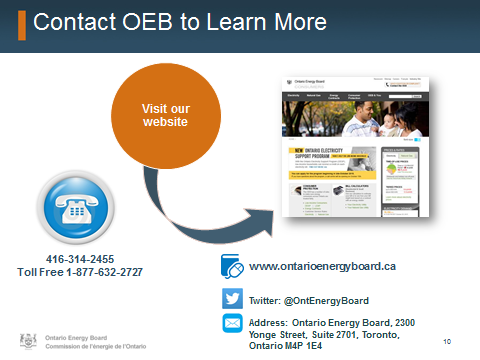 Contact OEB to Learn More
Visit our
website
Ontario Energy Board
CONSUMERS
NEW ONTARIO ELECTRICITY
SUPPORT PROGRAM
416-314-2455
Toll Free 1-877-632-2727
www.ontarioenergyboard.ca
Twitter: @OntEnergyBoard
Address: Ontario Energy Board, 2300
Yonge Street, Suite 2701, Toronto,
Ontario M4P 1E4
Ontario Energy Board
Commission de l'énergie de l'Ontario
10